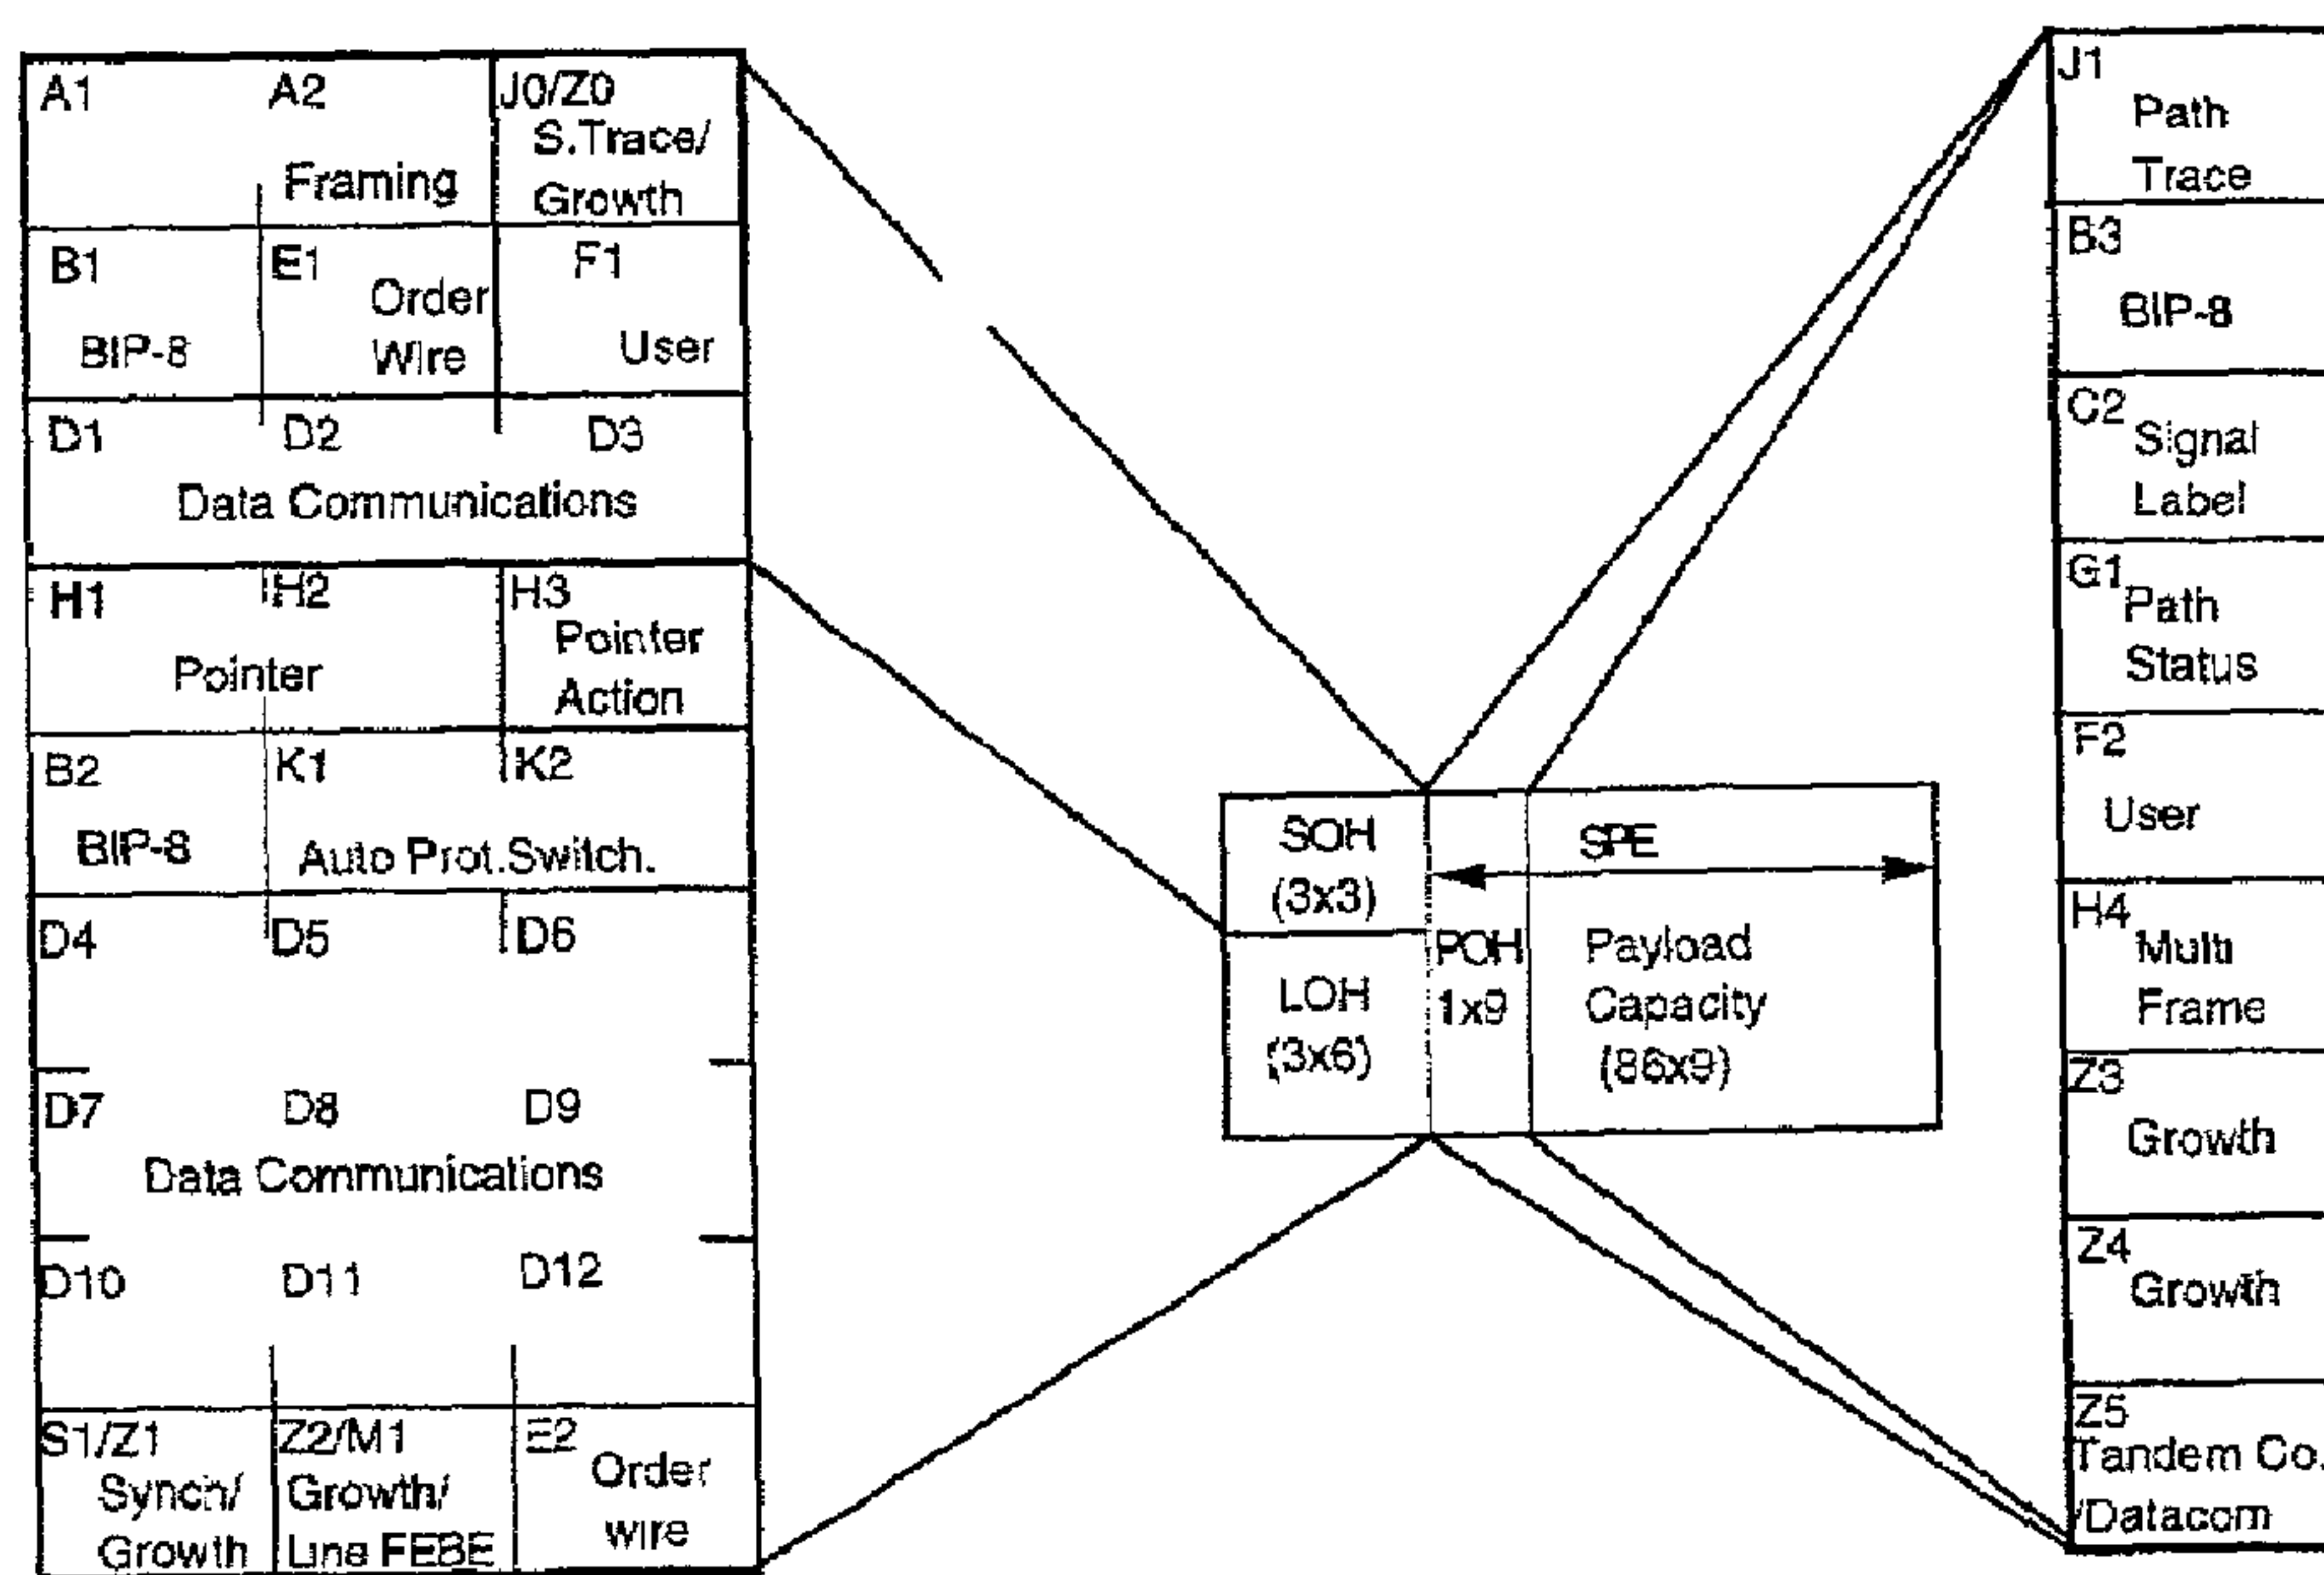 A1 A2 J0/Z0
S.Trace/
Framing Growth
B1 E1 F1
Order
BIP-8 Wire User
D1 D2 D3
Data Communications
H1 H2 H3
Pointer
Pointer Action
B2 K1 K2
BIP-8 Auto Prot.Switch.
D4 D5 D6
D7 D8 D9
Data Communications
D10 D11 D12
S1/Z1 Z2/M1 E2
Synch/ Growth/ Order
Growth Line FEBE wire
SOH
(3x3)
LOH
(3x6)
SPE
POH
1x9
Payload
Capacity
(86x9)
J1
Path
Trace
B3
BIP-8
C2
Signal
Label
G1
Path
Status
F2
User
H4
Multi
Frame
Z3
Growth
Z4
Growth
Z5
Tandem Co.
/Datacom